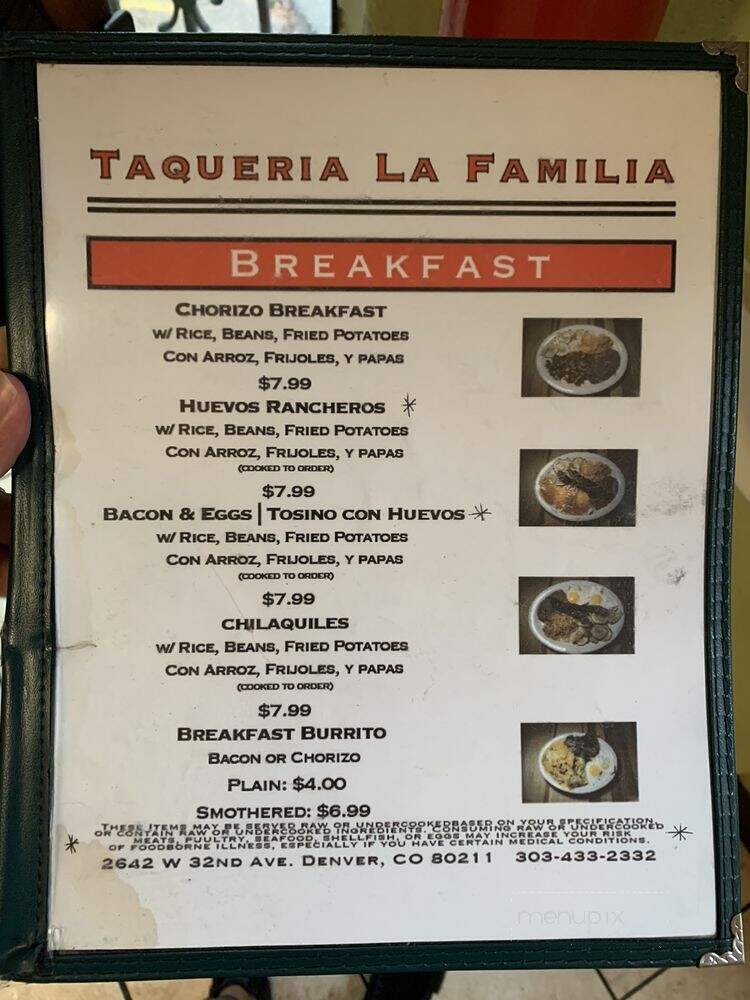 TAQUERIA LA FAMILIA
BREAKFAST
CHORIZO BREAKFAST
W/ RICE, BEANS, FRIED POTATOES
CON ARROZ, FRIJOLES, Y PAPAS
$7.99
HUEVOS RANCHEROS *
W/ RICE, BEANS, FRIED POTATOES
CON ARROZ, FRIJOLES, Y PAPAS
(COOKED TO ORDER)
$7.99
BACON & EGGS | TOSINO CON HUEVOS *
W/ RICE, BEANS, FRIED POTATOES
CON ARROZ, FRIJOLES, Y PAPAS
(COOKED TO ORDER)
$7.99
CHILAQUILES
W/ RICE, BEANS, FRIED POTATOES
CON ARROZ, FRIJOLES, Y PAPAS
(COOKED TO ORDER)
$7.99
BREAKFAST BURRITO
BACON OR CHORIZO
PLAIN: $4.00
SMOTHERED: $6.99
THESE ITEMS MAY BE SERVED RAW OR UNDERCOOKEDBASED ON YOUR SPECIFICATION,
OR CONTAIN RAW OR UNDERCOOKED INGREDIENTS. CONSUMING RAW OR UNDERCOOKED
* MEATS, PULTRY, SEAFOOD, SHELLFISH, OR EGGS MAY INCREASE YOUR RISK *
OF FOODBORNE ILLNESS, ESPECIALLY IF YOU HAVE CERTAIN MEDICAL CONDITIONS.
2642 W 32ND AVE. DENVER, CO 80211 303-433-2332
menupix